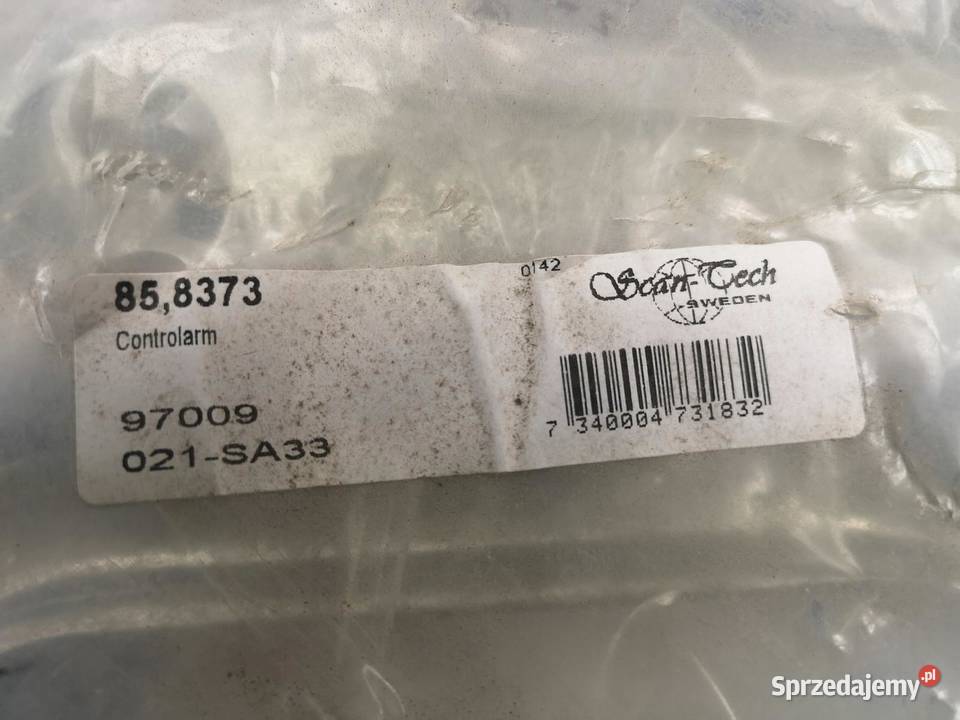 85,8373
Controlarm
97009
021-SA33
0142
Scan-Tech
SWEDEN
7 340004 731832
Sprzedajemy.pl